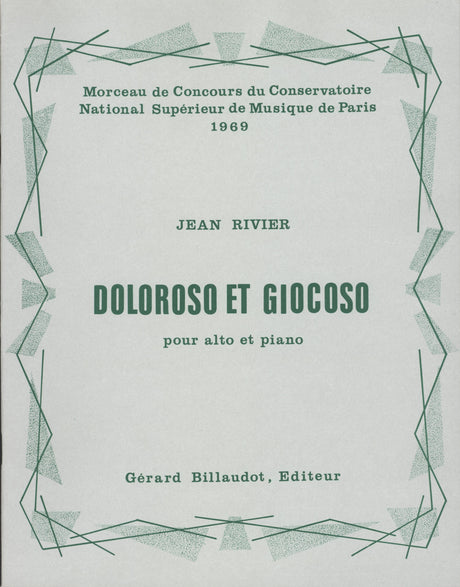 Morceau de Concours du Conservatoire
National Supérieur de Musique de Paris
1969
JEAN RIVIER
DOLOROSO ET GIOCOSO
pour alto et piano
Gérard Billaudot, Editeur